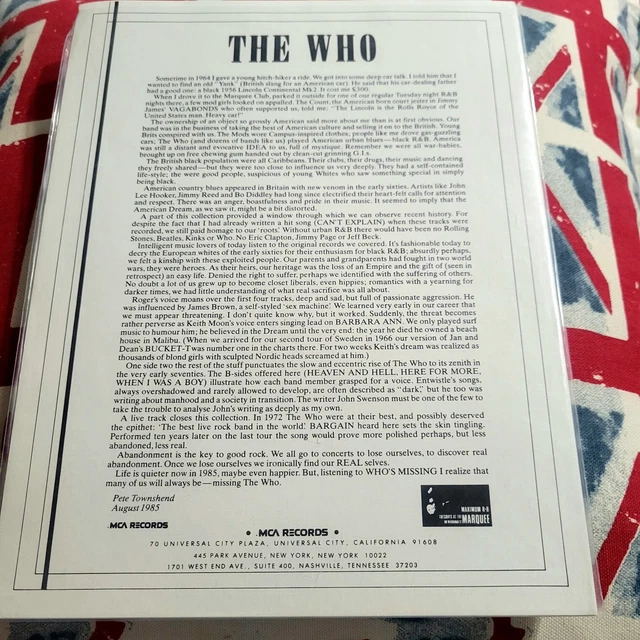 THE WHO
Sometime in 1964 I gave a young hitch-hiker a ride. We got into some deep car talk. I told him that I
wanted to find an old "Yank" (British slang for an American car). He said that his car-dealing father
had a good one: a black 1956 Lincoln Continental Mk2. It cost me £300.
When I drove it to the Marquee Club, parked it outside for one of our regular Tuesday night R&B
nights there, a few mod girls looked on appalled. The Count, the American born court jester in Jimmy
James' VAGABONDS who often supported us, told me: "The Lincoln is the Rolls Royce of the
United States man. Heavy car!"
The ownership of an object so grossly American said more about me than is at first obvious. Our
band was in the business of taking the best of American culture and selling it on to the British. Young
Brits conspired with us. The Mods wore Campus-inspired clothes; people like me drove gas-guzzling
cars; The Who (and dozens of bands like us) played American urban blues—black R&B. America
was still a distant and evocative IDEA to us, full of mystique. Remember we were all war-babies,
brought up on free chewing gum handed out by clean-cut grinning G.I.s.
The British black population were all Caribbeans. Their clubs, their drugs, their music and dancing
they freely shared—but they were too close to influence us very deeply. They had a self-contained
life-style; the were good people, suspicious of young Whites who saw something special in simply
being black.
American country blues appeared in Britain with new venom in the early sixties. Artists like John
Lee Hooker, Jimmy Reed and Bo Diddley had long since electrified their heart-felt calls for attention
and respect. There was an anger, boastfulness and pride in their music. It seemed to imply that the
American Dream, as we saw it, might be a bit distorted.
A part of this collection provided a window through which we can observe recent history. For
despite the fact that I had already written a hit song (CAN'T EXPLAIN) when these tracks were
recorded, we still paid homage to our 'roots'. Without urban R&B there would have been no Rolling
Stones, Beatles, Kinks or Who. No Eric Clapton, Jimmy Page or Jeff Beck.
Intelligent music lovers of today listen to the original records we covered. It's fashionable today to
decry the European whites of the early sixties for their enthusiasm for black R&B; absurdly perhaps,
we felt a kinship with these exploited people. Our parents and grandparents had fought in two world
wars, they were heroes. As their heirs, our heritage was the loss of an Empire and the gift of (seen in
retrospect) an easy life. Denied the right to suffer, perhaps we identified with the suffering of others.
No doubt a lot of us grew up to become closet liberals, even hippies; romantics with a yearning for
darker times, we had little understanding of what real sacrifice was all about.
Roger's voice moans over the first four tracks, deep and sad, but full of passionate aggression. He
was influenced by James Brown, a self-styled 'sex machine'. We learned very early in our career that
we must appear threatening. I don't quite know why, but it worked. Suddenly, the threat becomes
rather perverse as Keith Moon's voice enters singing lead on BARBARA ANN. We only played surf
music to humour him; he believed in the Dream until the very end: the year he died he owned a beach
house in Malibu. (When we arrived for our second tour of Sweden in 1966 our version of Jan and
Dean's BUCKET-T was number one in the charts there. For two weeks Keith's dream was realized as
thousands of blond girls with sculpted Nordic heads screamed at him.)
One side two the rest of the stuff punctuates the slow and eccentric rise of The Who to its zenith in
the very early seventies. The B-sides offered here (HEAVEN AND HELL, HERE FOR MORE,
WHEN I WAS A BOY) illustrate how each band member grasped for a voice. Entwistle's songs,
always overshadowed and rarely allowed to develop, are often described as "dark," but he too was
writing about manhood and a society in transition. The writer John Swenson must be one of the few to
take the trouble to analyse John's writing as deeply as my own.
A live track closes this collection. In 1972 The Who were at their best, and possibly deserved
the epithet: 'The best live rock band in the world'. BARGAIN heard here sets the skin tingling.
Performed ten years later on the last tour the song would prove more polished perhaps, but less
abandoned, less real.
Abandonment is the key to good rock. We all go to concerts to lose ourselves, to discover real
abandonment. Once we lose ourselves we ironically find our REAL selves.
Life is quieter now in 1985, maybe even happier. But, listening to WHO'S MISSING I realize that
many of us will always be—missing The Who.
Pete Townshend
August 1985
MAXIMUM R&B
MARQUEE
MCA RECORDS
• MCA RECORDS •
70 UNIVERSAL CITY PLAZA, UNIVERSAL CITY, CALIFORNIA 91608
445 PARK AVENUE, NEW YORK, NEW YORK 10022
1701 WEST END AVE., SUITE 400, NASHVILLE, TENNESSEE 37203